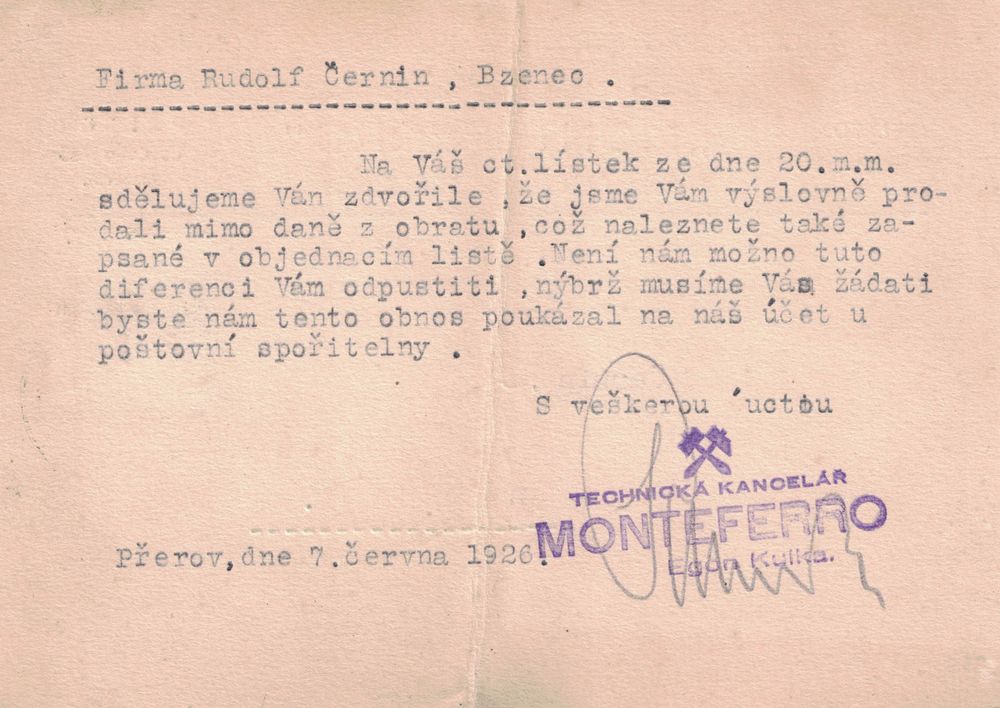 Firma Rudolf Černin , Bzenec .
Na Váš ct.lístek ze dne 20.m.m.
sdělujeme Ván zdvořile ,že jsme Vám výslovně pro-
dali mimo daně z obratu ,což naleznete také za-
psané v objednacím listě .Není nám možno tuto
diferenci Vám odpustiti ,nýbrž musíme Vás žádati
byste nám tento obnos poukázal na náš účet u
poštovní spořitelny .
S veškerou ´uctou
TECHNICKÁ KANCELÁŘ
MONTEFERRO
Egon Kulka.
Přerov,dne 7.června 1926.